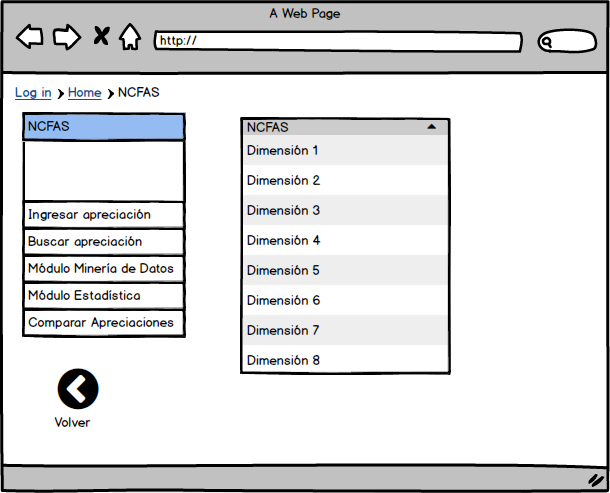 A Web Page
http://
Log in Home NCFAS
NCFAS
Ingresar apreciación
Buscar apreciación
Módulo Minería de Datos
Módulo Estadística
Comparar Apreciaciones
Volver
NCFAS
Dimensión 1
Dimensión 2
Dimensión 3
Dimensión 4
Dimensión 5
Dimensión 6
Dimensión 7
Dimensión 8